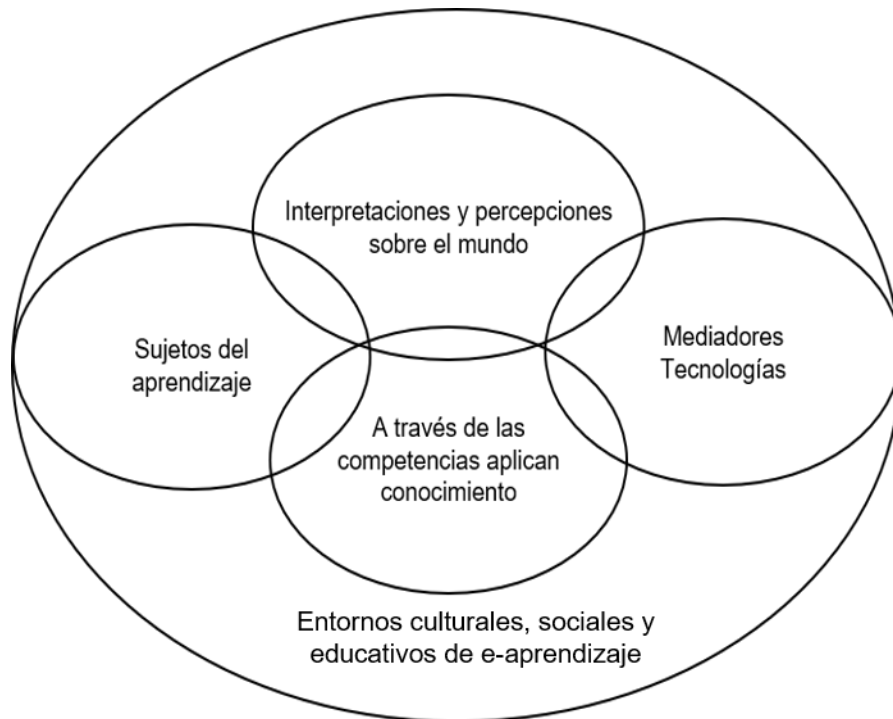 Interpretaciones y percepciones
sobre el mundo
Sujetos del
aprendizaje
Mediadores
Tecnologías
A través de las
competencias aplican
conocimiento
Entornos culturales, sociales y
educativos de e-aprendizaje